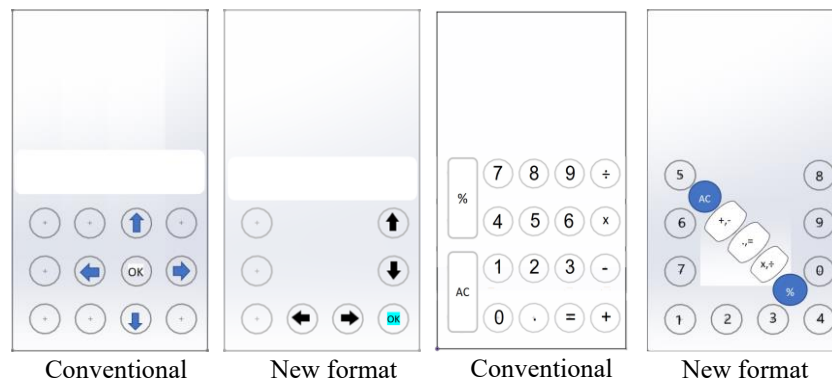 OK
OK
% 7 8 9 ÷
4 5 6 x
AC 1 2 3 -
0 . = +
5 8
AC
6 +,- 9
.,=
7 x,÷ 0
%
1 2 3 4
Conventional New format Conventional New format